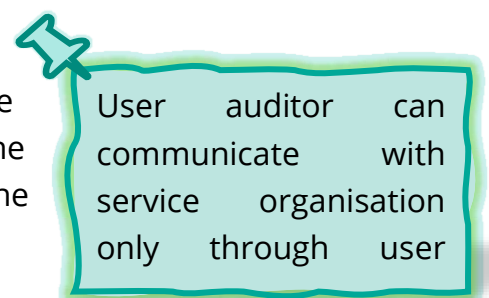 User auditor can
communicate with
service organisation
only through user